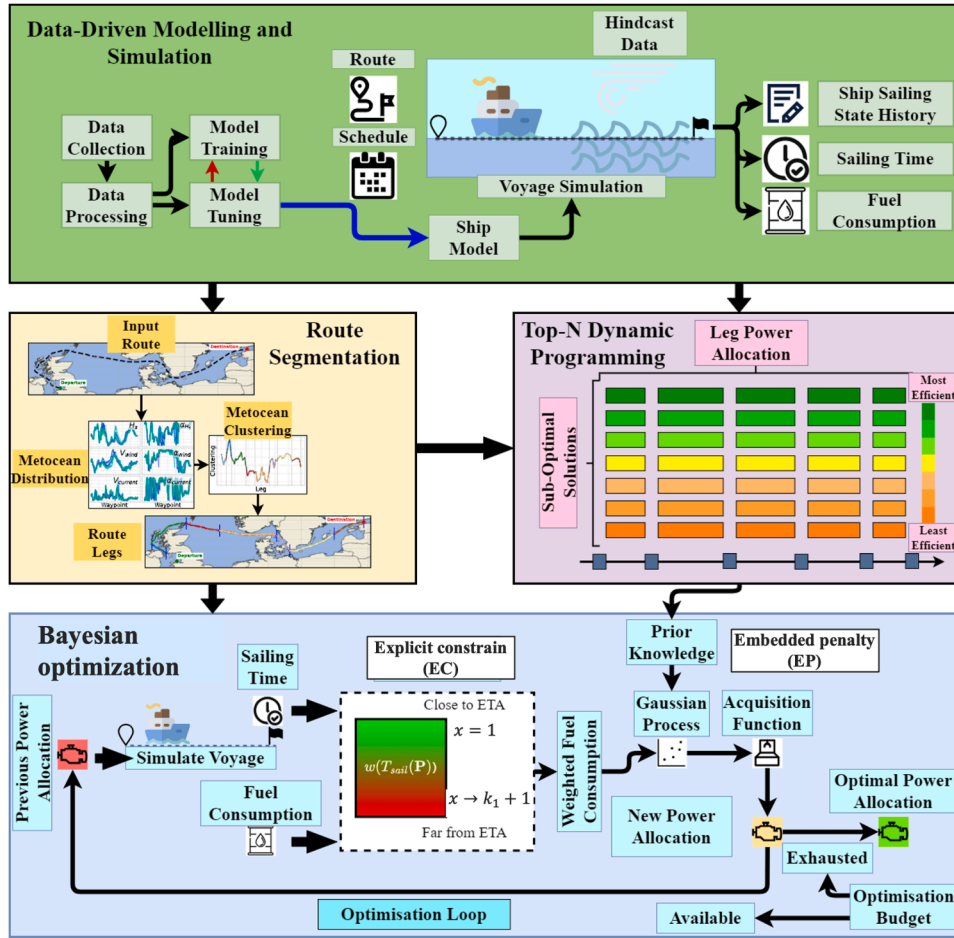 Data-Driven Modelling and
Simulation
Hindcast
Data
Route
Schedule
Data
Collection
Model
Training
Data
Processing
Model
Tuning
Ship
Model
Voyage Simulation
Ship Sailing
State History
Sailing Time
Fuel
Consumption
Input
Route
Route
Segmentation
Destination
Departure
Metocean
Clustering
Metocean
Distribution
Waypoint
Waypoint
Clustering
Leg
Route
Legs
Destination
Departure
Top-N Dynamic
Programming
Leg Power
Allocation
Most
Efficient
Sub-Optimal
Solutions
Least
Efficient
Bayesian
optimization
Sailing
Time
Explicit constrain
(EC)
Prior
Knowledge
Embedded penalty
(EP)
Close to ETA
x = 1
w(T_sail(P))
x → k₁ + 1
Far from ETA
Previous Power
Allocation
Simulate Voyage
Fuel
Consumption
Weighted Fuel
Consumption
Gaussian
Process
Acquisition
Function
Optimal Power
Allocation
New Power
Allocation
Exhausted
Optimisation
Budget
Available
Optimisation Loop